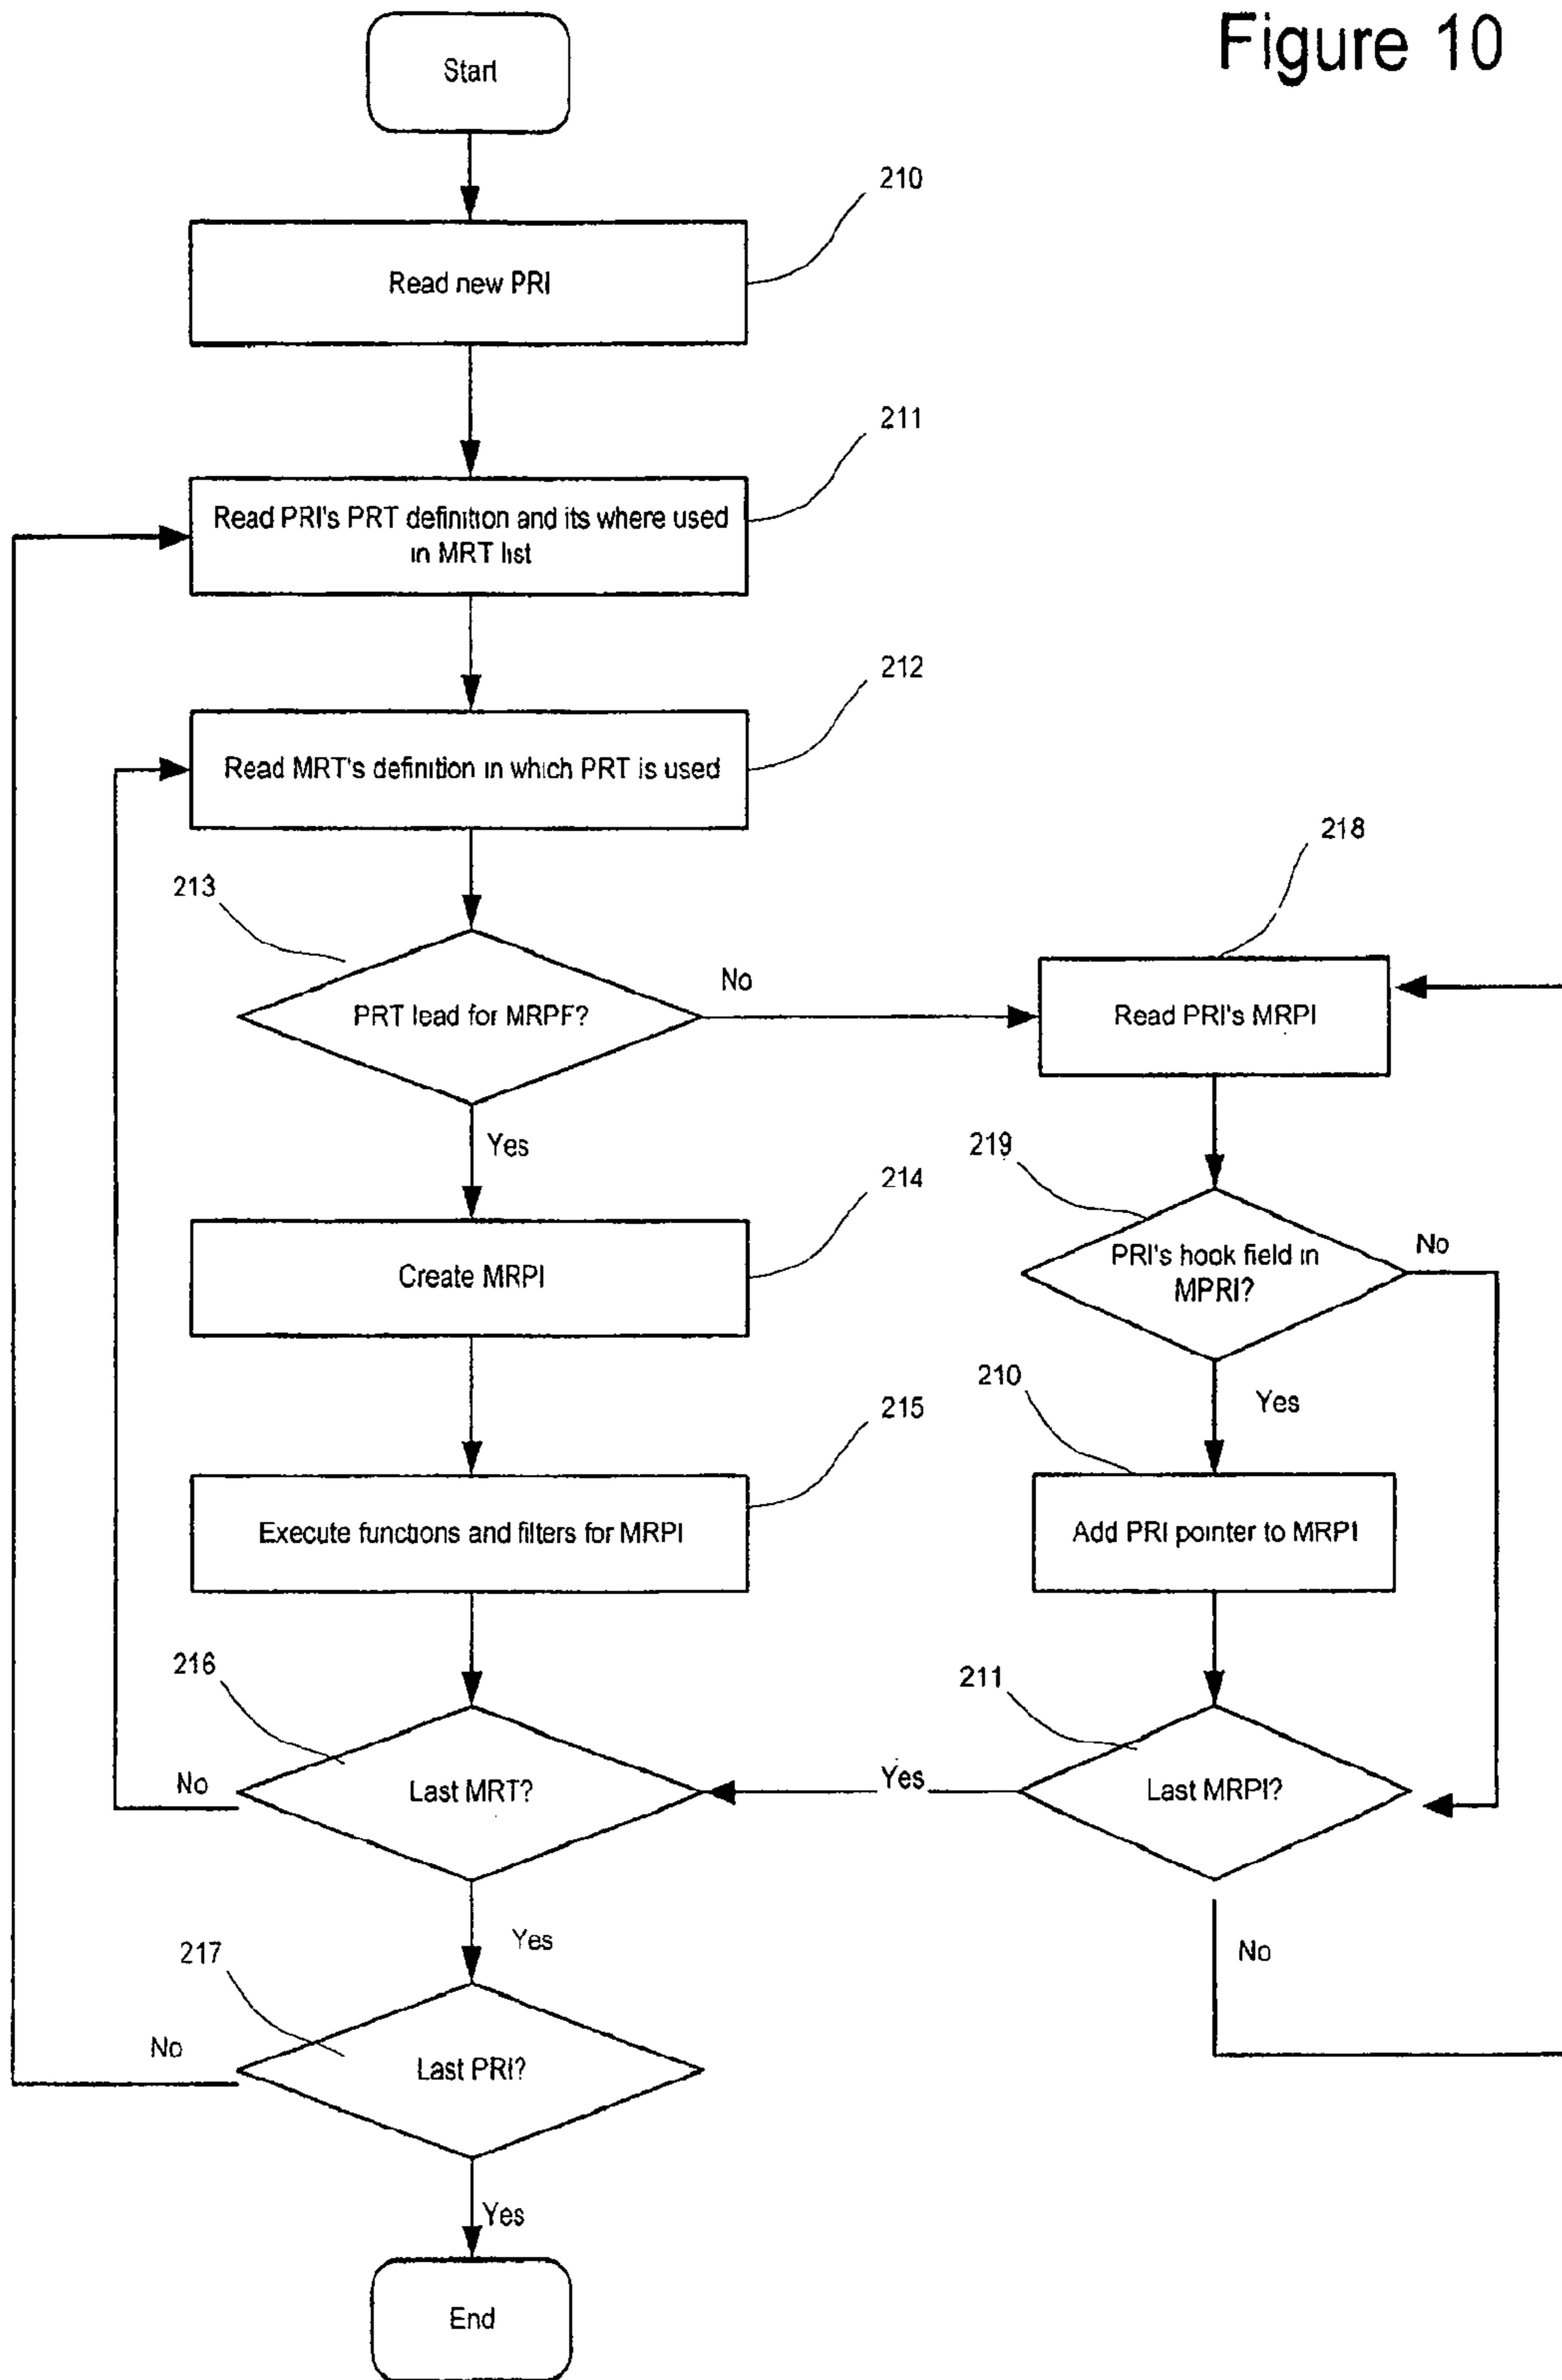 Figure 10
Start
210
Read new PRI
211
Read PRI's PRT definition and its where used
in MRT list
212
Read MRT's definition in which PRT is used
213
PRT lead for MRPF?
No
218
Read PRI's MRPI
Yes
219
PRI's hook field in
MPRI?
No
214
Create MRPI
210
Yes
215
Execute functions and filters for MRPI
Add PRI pointer to MRPI
216
Last MRT?
No
Yes
211
Last MRPI?
Yes
No
217
Last PRI?
No
Yes
End